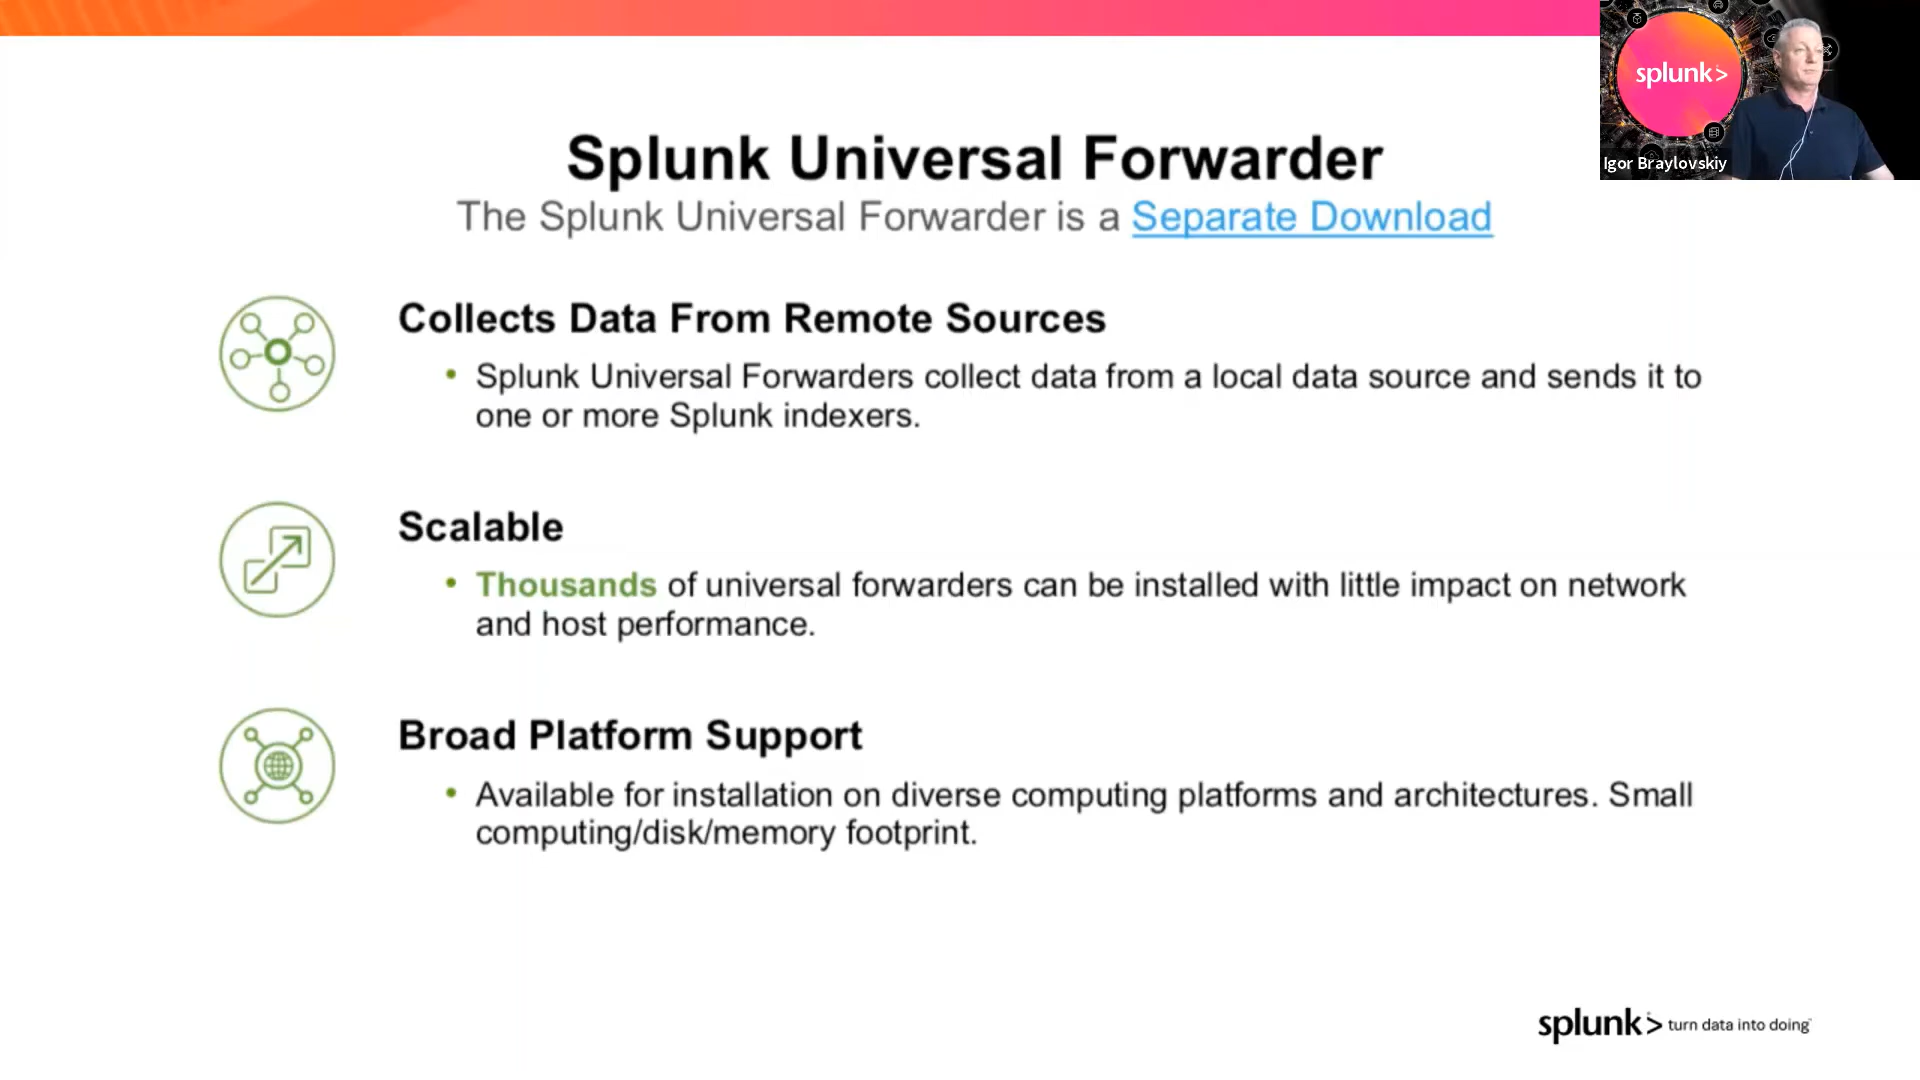 splunk>
Igor Braylovskiy
Splunk Universal Forwarder
The Splunk Universal Forwarder is a Separate Download
Collects Data From Remote Sources
• Splunk Universal Forwarders collect data from a local data source and sends it to
one or more Splunk indexers.
Scalable
• Thousands of universal forwarders can be installed with little impact on network
and host performance.
Broad Platform Support
• Available for installation on diverse computing platforms and architectures. Small
computing/disk/memory footprint.
splunk> turn data into doing™